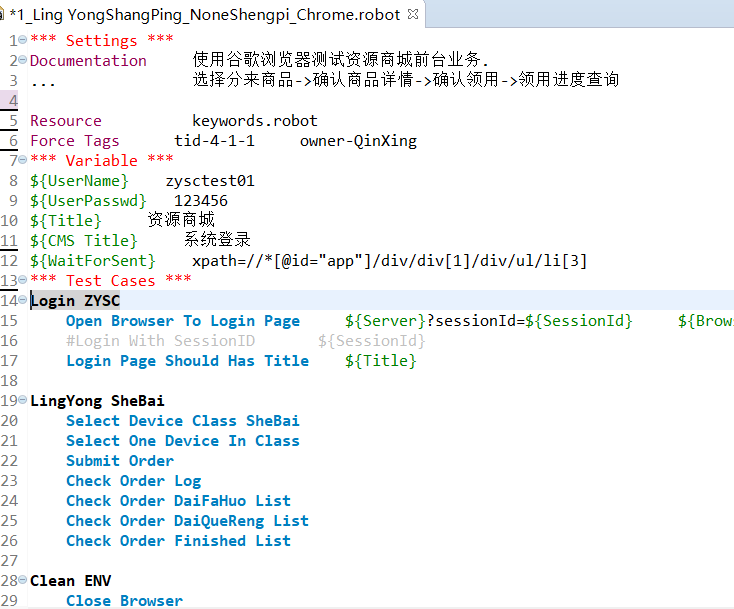 *1_Ling YongShangPing_NoneShengpi_Chrome.robot
1 *** Settings ***
2 Documentation 使用谷歌浏览器测试资源商城前台业务.
3 ... 选择分来商品->确认商品详情->确认领用->领用进度查询
4
5 Resource keywords.robot
6 Force Tags tid-4-1-1 owner-QinXing
7 *** Variable ***
8 ${UserName} zysctest01
9 ${UserPasswd} 123456
10 ${Title} 资源商城
11 ${CMS Title} 系统登录
12 ${WaitForSent} xpath=//*[@id="app"]/div/div[1]/div/ul/li[3]
13 *** Test Cases ***
14 Login ZYSC
15 Open Browser To Login Page ${Server}?sessionId=${SessionId} ${Brow
16 #Login With SessionID ${SessionId}
17 Login Page Should Has Title ${Title}
18
19 LingYong SheBai
20 Select Device Class SheBai
21 Select One Device In Class
22 Submit Order
23 Check Order Log
24 Check Order DaiFaHuo List
25 Check Order DaiQueReng List
26 Check Order Finished List
27
28 Clean ENV
29 Close Browser